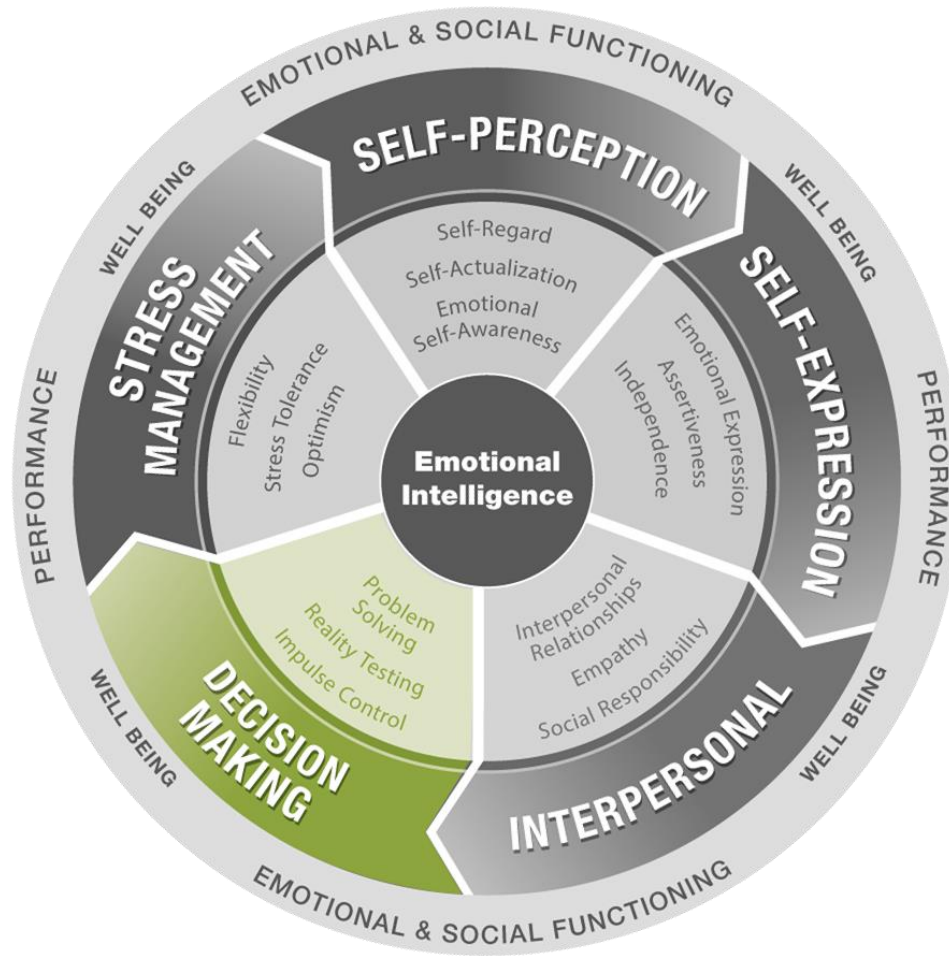 EMOTIONAL & SOCIAL FUNCTIONING
WELL BEING
WELL BEING
PERFORMANCE
PERFORMANCE
WELL BEING
WELL BEING
EMOTIONAL & SOCIAL FUNCTIONING
SELF-PERCEPTION
Self-Regard
Self-Actualization
Emotional
Self-Awareness
SELF-EXPRESSION
Emotional Expression
Assertiveness
Independence
INTERPERSONAL
Interpersonal
Relationships
Empathy
Social Responsibility
DECISION
MAKING
Problem
Solving
Reality Testing
Impulse Control
STRESS
MANAGEMENT
Flexibility
Stress Tolerance
Optimism
Emotional
Intelligence